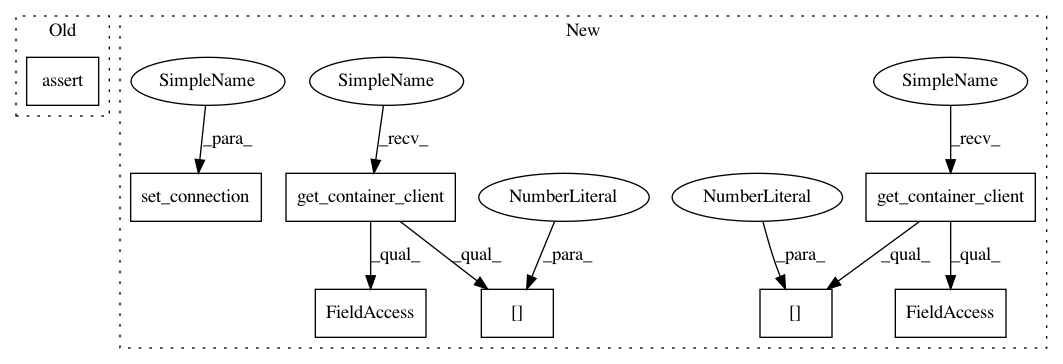 Old
New
assert
SimpleName
SimpleName
SimpleName
_para_
_recv_
_recv_
set_connection
get_container_client
NumberLiteral
NumberLiteral
get_container_client
_qual_
_qual_
_para_
_para_
_qual_
_qual_
FieldAccess
[]
[]
FieldAccess